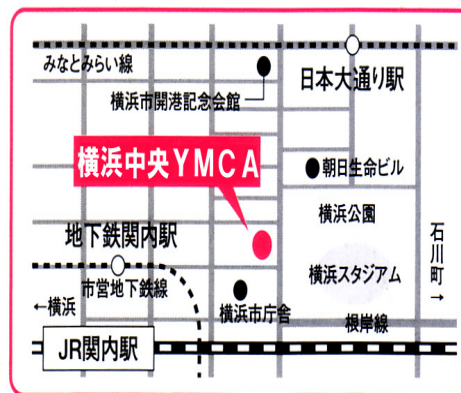 みなとみらい線
日本大通り駅
横浜市開港記念会館
横浜中央YMCA
朝日生命ビル
横浜公園
地下鉄関内駅
石川町→
横浜スタジアム
市営地下鉄線
←横浜
横浜市庁舎
根岸線
JR関内駅